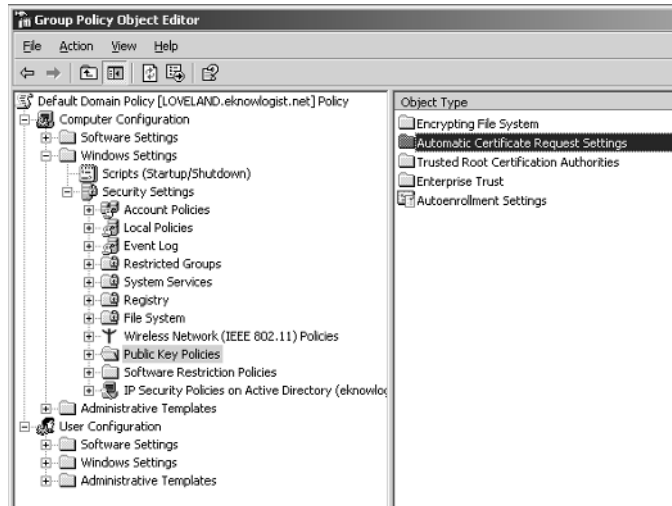 Group Policy Object Editor
File Action View Help
Default Domain Policy [LOVELAND.eknowlogist.net] Policy
Computer Configuration
Software Settings
Windows Settings
Scripts (Startup/Shutdown)
Security Settings
Account Policies
Local Policies
Event Log
Restricted Groups
System Services
Registry
File System
Wireless Network (IEEE 802.11) Policies
Public Key Policies
Software Restriction Policies
IP Security Policies on Active Directory (eknowlog
Administrative Templates
User Configuration
Software Settings
Windows Settings
Administrative Templates
Object Type
Encrypting File System
Automatic Certificate Request Settings
Trusted Root Certification Authorities
Enterprise Trust
Autoenrollment Settings